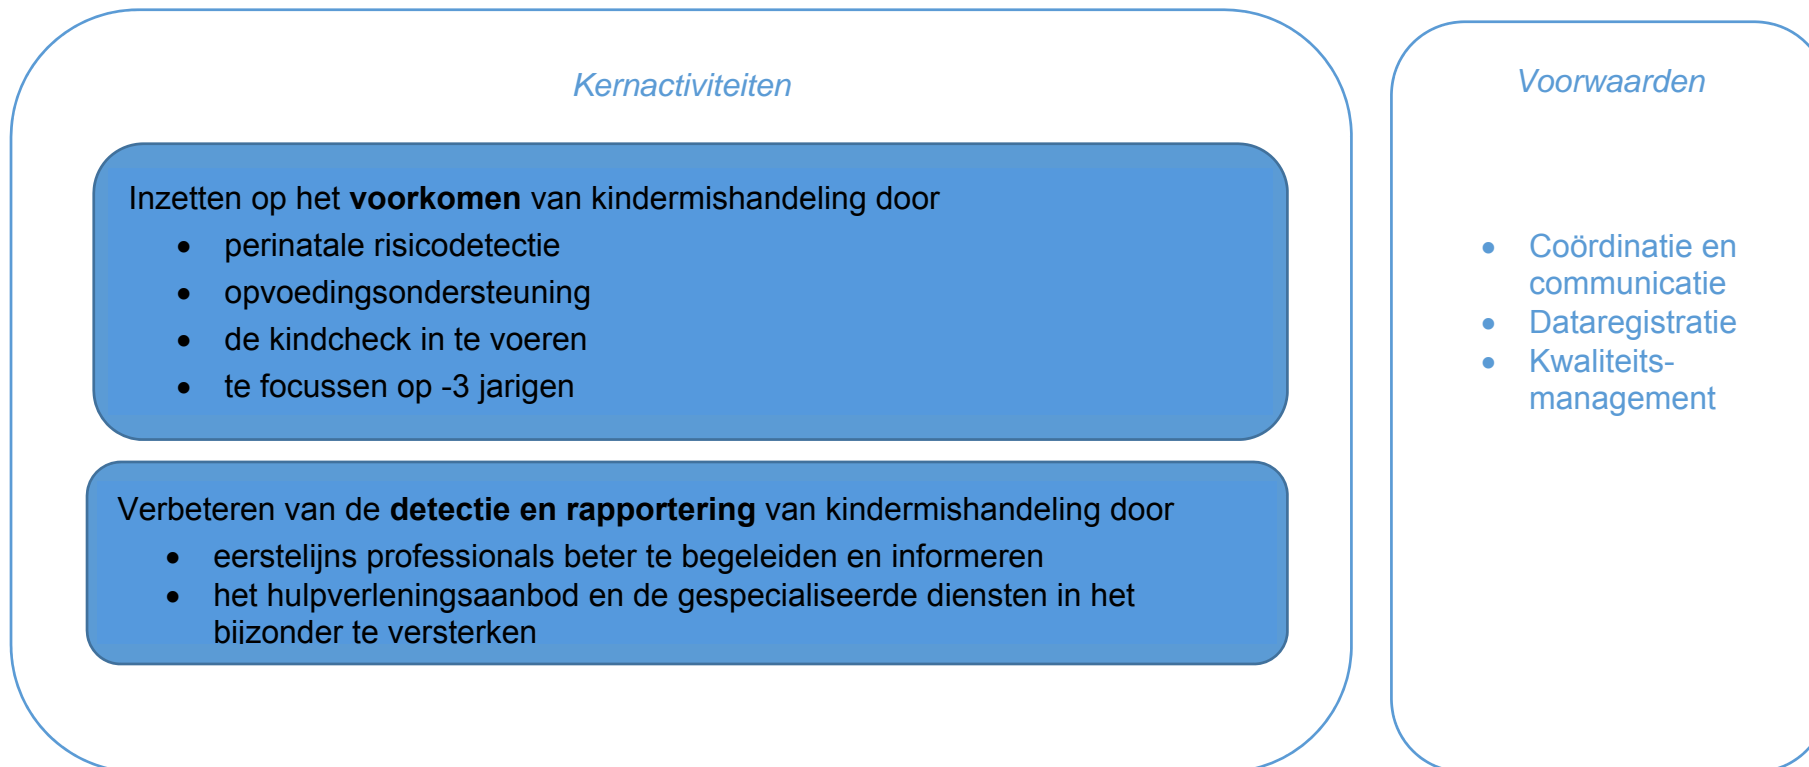 Kernactiviteiten
Inzetten op het voorkomen van kindermishandeling door
• perinatale risicodetectie
• opvoedingsondersteuning
• de kindcheck in te voeren
• te focussen op -3 jarigen
Verbeteren van de detectie en rapportering van kindermishandeling door
• eerstelijns professionals beter te begeleiden en informeren
• het hulpverleningsaanbod en de gespecialiseerde diensten in het
bijzonder te versterken
Voorwaarden
• Coördinatie en
communicatie
• Dataregistratie
• Kwaliteits-
management